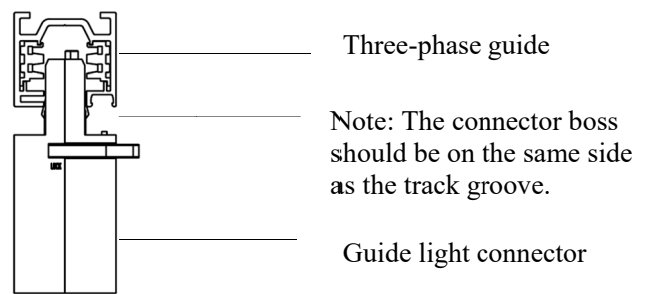 Three-phase guide
Note: The connector boss
should be on the same side
as the track groove.
Guide light connector